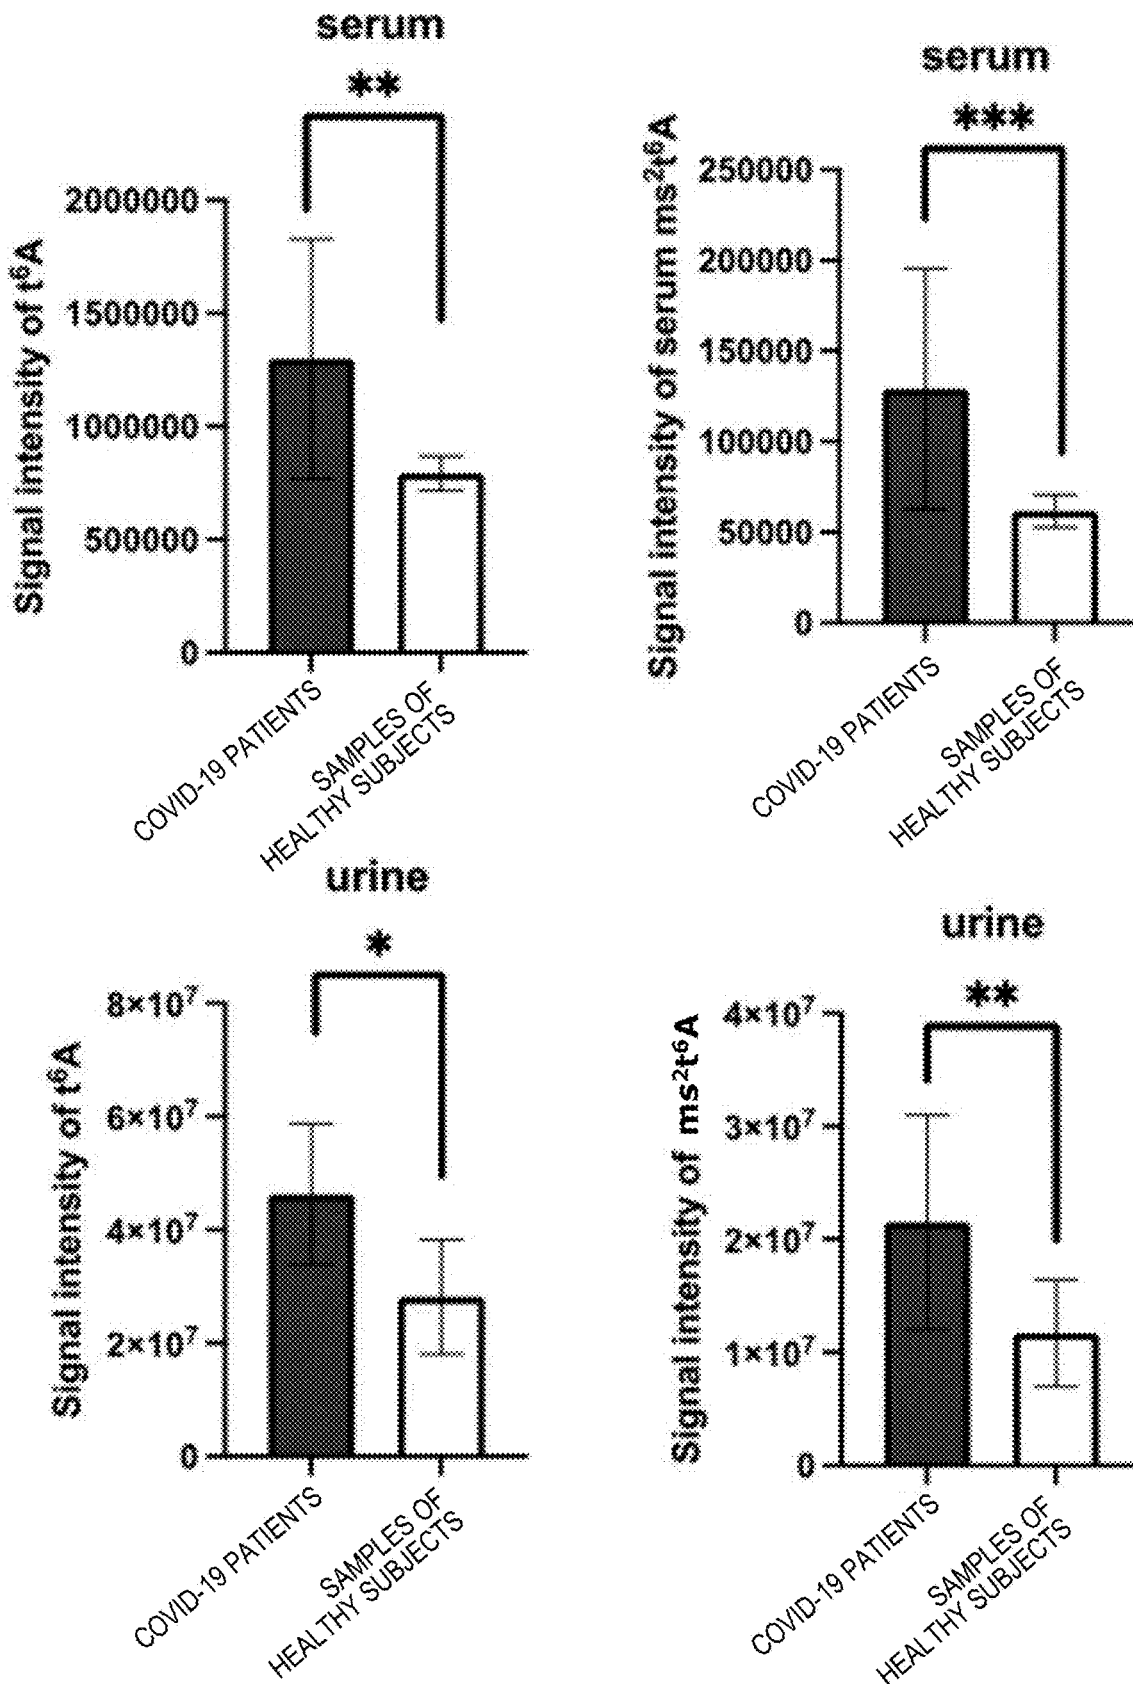 serum
**
Signal intensity of t⁶A
2000000
1500000
1000000
500000
0
COVID-19 PATIENTS
SAMPLES OF
HEALTHY SUBJECTS
serum
***
Signal intensity of serum ms²t⁶A
250000
200000
150000
100000
50000
0
COVID-19 PATIENTS
SAMPLES OF
HEALTHY SUBJECTS
urine
*
Signal intensity of t⁶A
8×10⁷
6×10⁷
4×10⁷
2×10⁷
0
COVID-19 PATIENTS
SAMPLES OF
HEALTHY SUBJECTS
urine
**
Signal intensity of ms²t⁶A
4×10⁷
3×10⁷
2×10⁷
1×10⁷
0
COVID-19 PATIENTS
SAMPLES OF
HEALTHY SUBJECTS